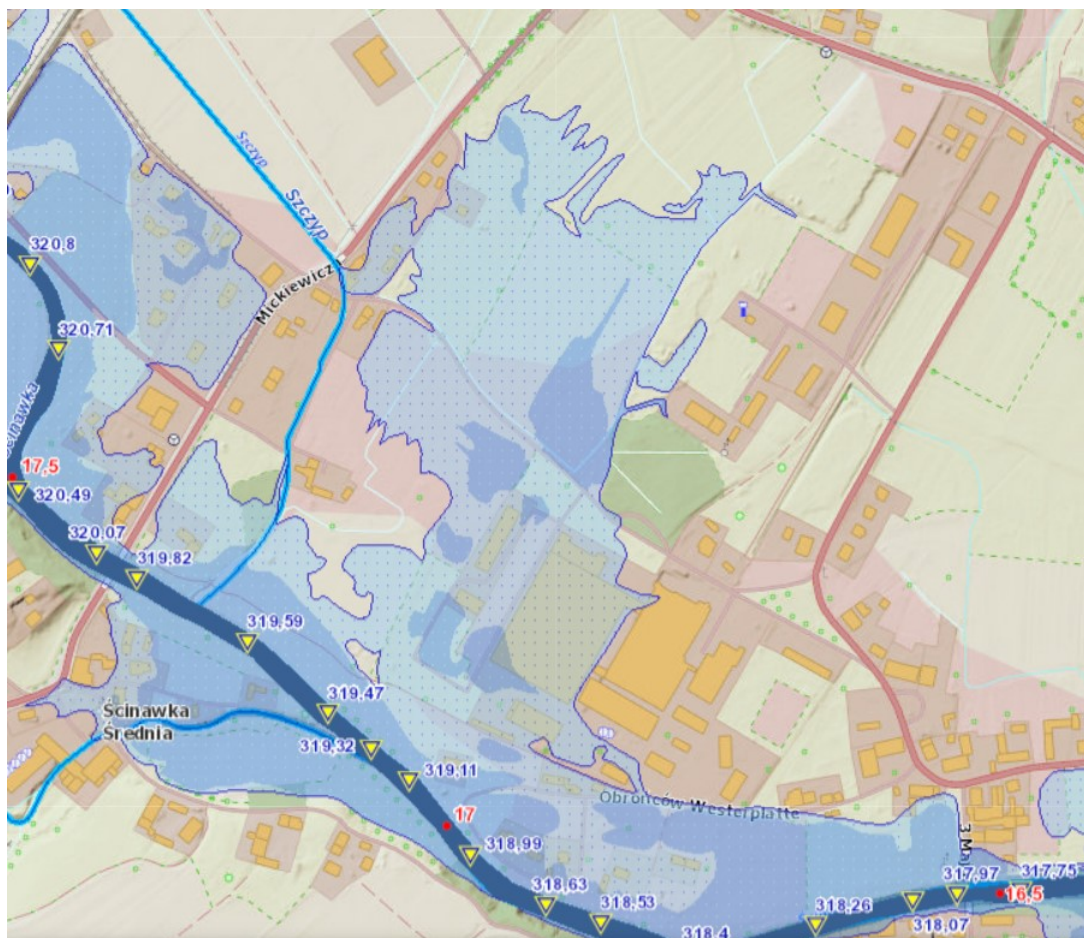 Szczyp
Szczyp
320,8
Mickiewicza
320,71
Ścinawka
17,5
320,49
320,07
319,82
319,59
Ścinawka
Średnia
319,47
319,32
319,11
Obrońców Westerplatte
17
318,99
318,63
318,53
318,4
318,26
3 Maja
317,97
317,75
16,5
318,07